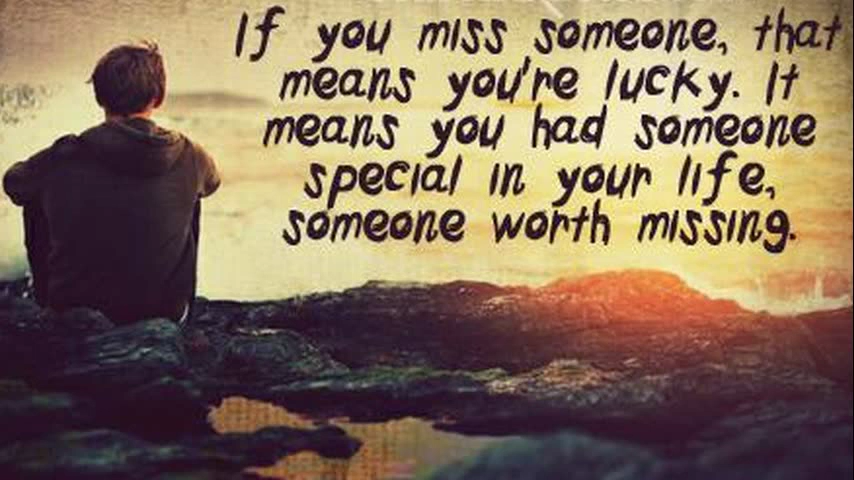 If you miss someone, that
means you're lucky. It
means you had someone
special in your life,
someone worth missing.